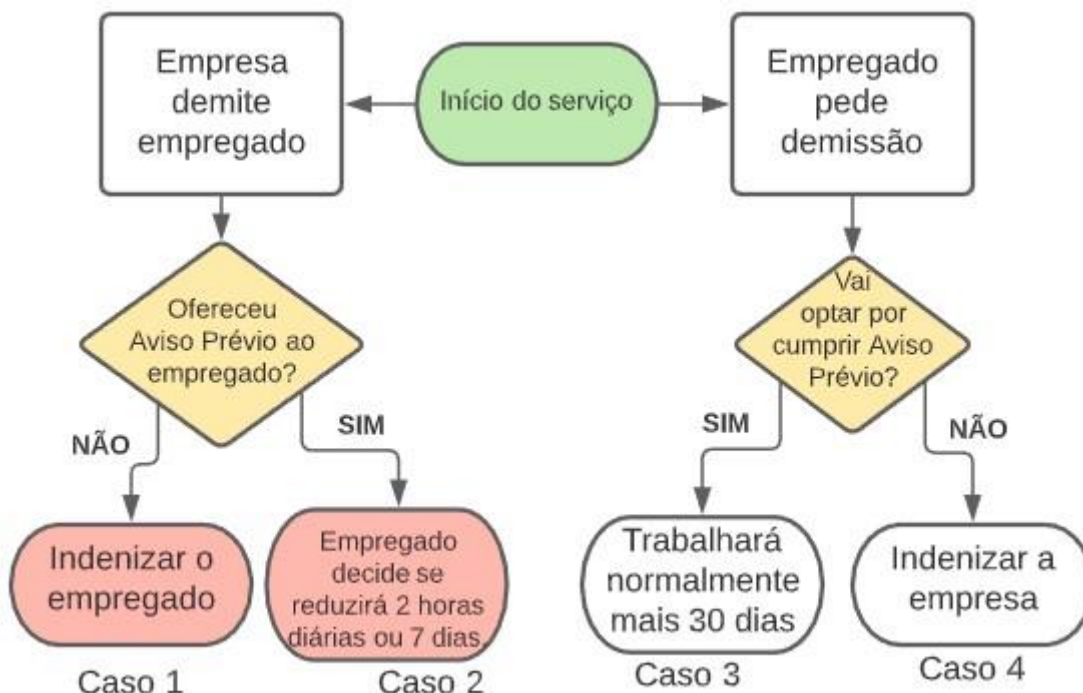 Empresa
demite
empregado
Início do serviço
Empregado
pede
demissão
Ofereceu
Aviso Prévio ao
empregado?
Vai
optar por
cumprir Aviso
Prévio?
NÃO
SIM
SIM
NÃO
Indenizar o
empregado
Empregado
decide se
reduzirá 2 horas
diárias ou 7 dias.
Trabalhará
normalmente
mais 30 dias
Indenizar a
empresa
Caso 1
Caso 2
Caso 3
Caso 4